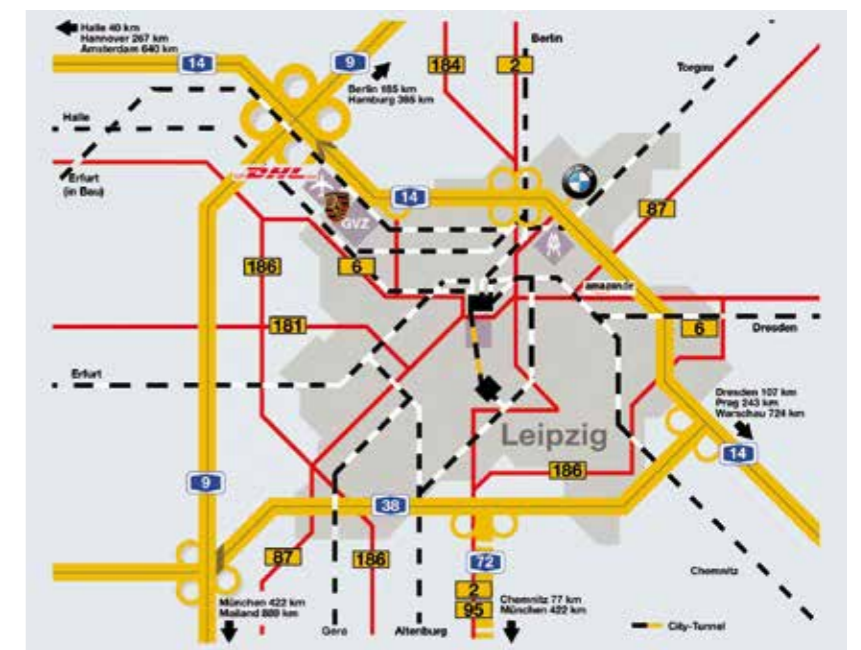 Halle 40 km
Hannover 267 km
Amsterdam 640 km
14
9
184
2
Berlin
Torgau
Berlin 185 km
Hamburg 395 km
Halle
DHL
Erfurt
(in Bau)
GVZ
14
87
186
6
amazon.de
181
6
Dresden
Erfurt
Dresden 107 km
Prag 243 km
Warschau 724 km
Leipzig
14
186
9
38
87
186
72
2
95
Chemnitz
München 422 km
Mailand 889 km
Chemnitz 77 km
München 422 km
Gera
Altenburg
City-Tunnel